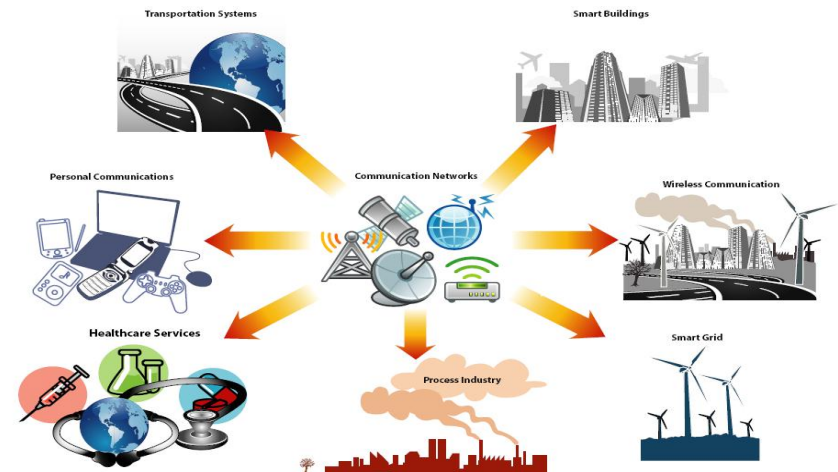 Transportation Systems
Smart Buildings
Personal Communications
Communication Networks
Wireless Communication
Healthcare Services
Process Industry
Smart Grid